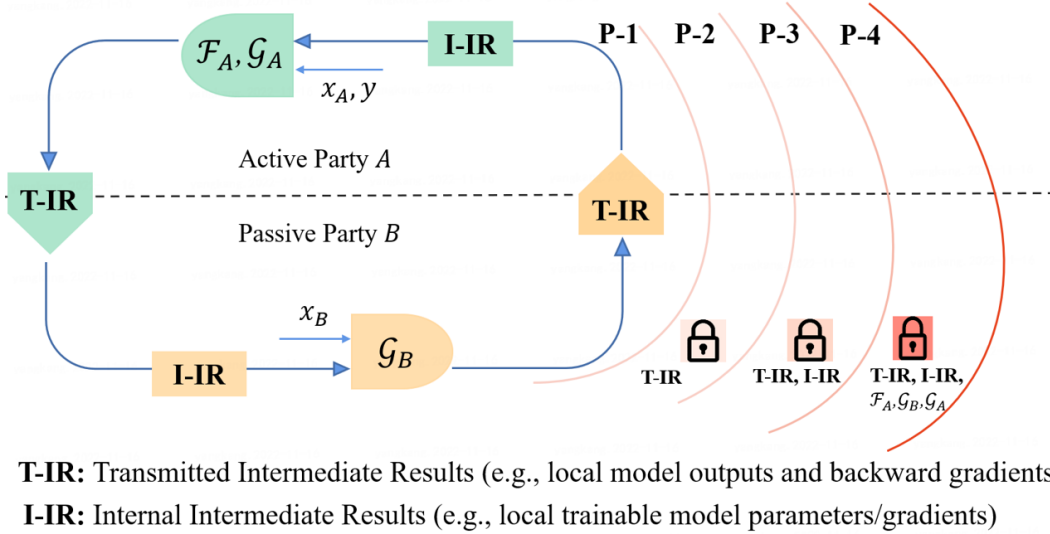 P-1 P-2 P-3 P-4
I-IR
ℱ_A, 𝒢_A
x_A, y
Active Party A
T-IR
T-IR
Passive Party B
x_B
𝒢_B
I-IR
T-IR
T-IR, I-IR
T-IR, I-IR,
ℱ_A,𝒢_B,𝒢_A
T-IR: Transmitted Intermediate Results (e.g., local model outputs and backward gradients
I-IR: Internal Intermediate Results (e.g., local trainable model parameters/gradients)